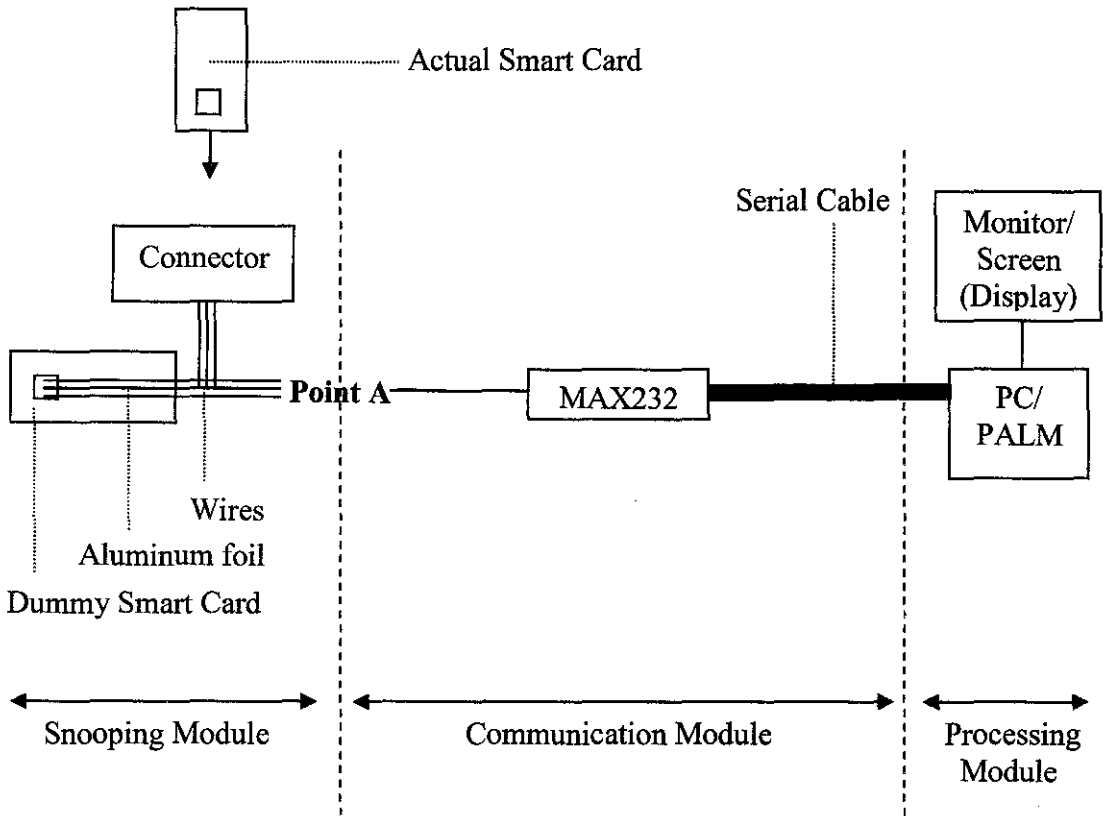 Actual Smart Card
Serial Cable
Monitor/
Screen
(Display)
Connector
Point A
MAX232
PC/
PALM
Wires
Aluminum foil
Dummy Smart Card
Snooping Module
Communication Module
Processing
Module